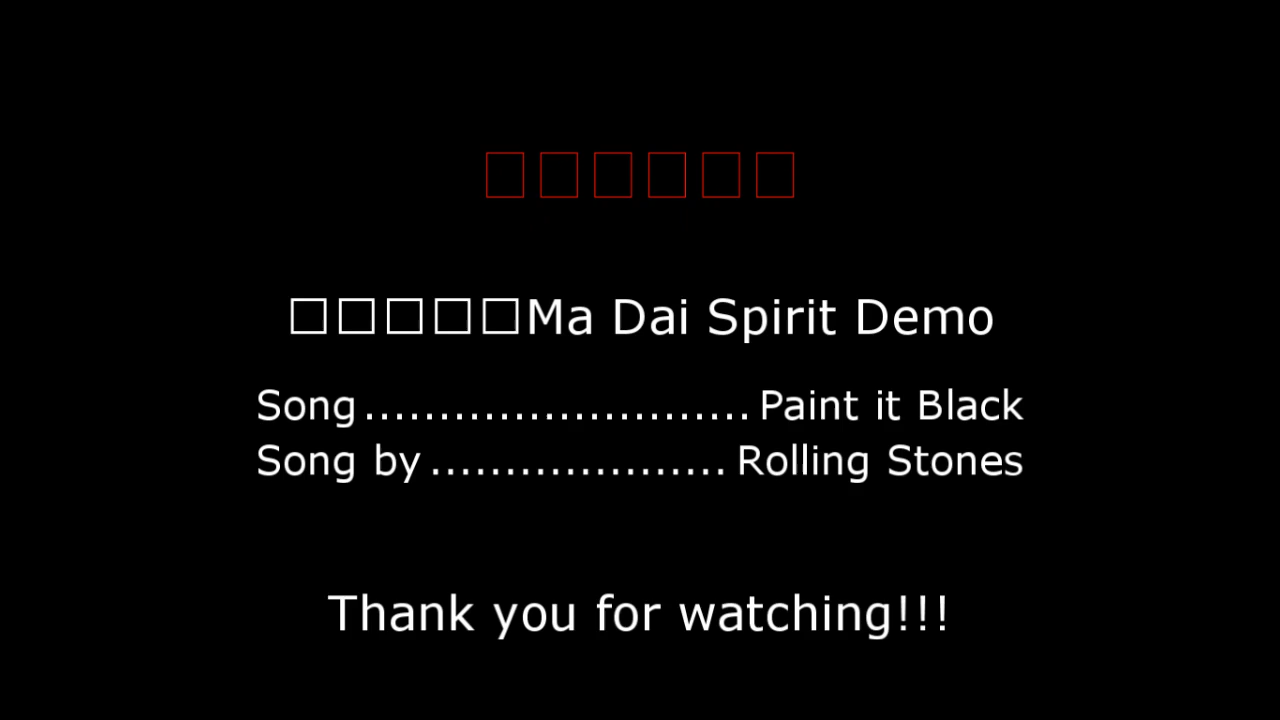 □□□□□□
□□□□□Ma Dai Spirit Demo
Song.......................... Paint it Black
Song by.................... Rolling Stones
Thank you for watching!!!